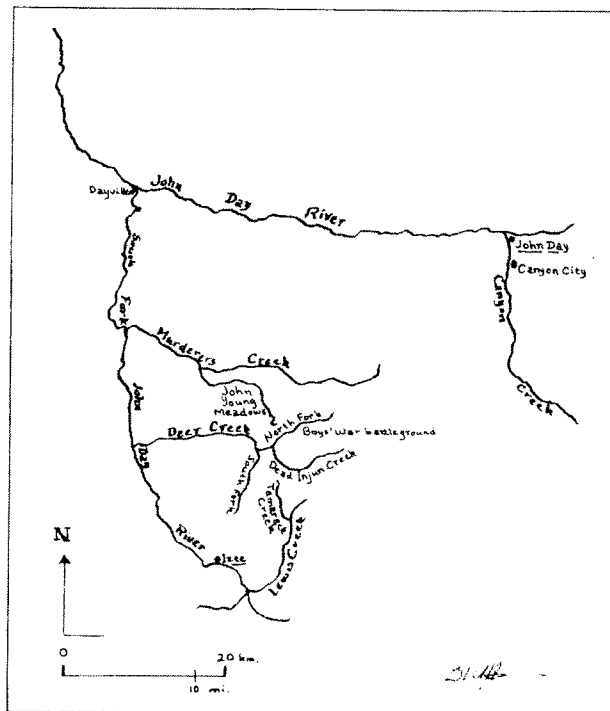 John Day River
Dayville
South Fork John Day River
John Day
Canyon City
Canyon Creek
Murderers Creek
John
Young
Meadows
North Fork
Boys' War battleground
Deer Creek
Dead Injun Creek
South Fork
Tamarack
Creek
Izee
Lewis Creek
N
0
20 km.
10 mi.